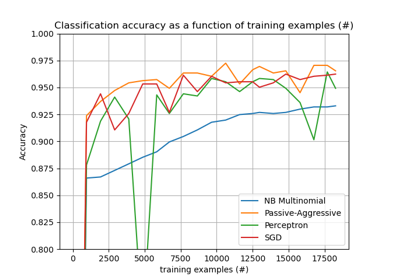 Classification accuracy as a function of training examples (#)
1.000
0.975
0.950
0.925
0.900
0.875
0.850
0.825
0.800
Accuracy
NB Multinomial
Passive-Aggressive
Perceptron
SGD
0 2500 5000 7500 10000 12500 15000 17500
training examples (#)